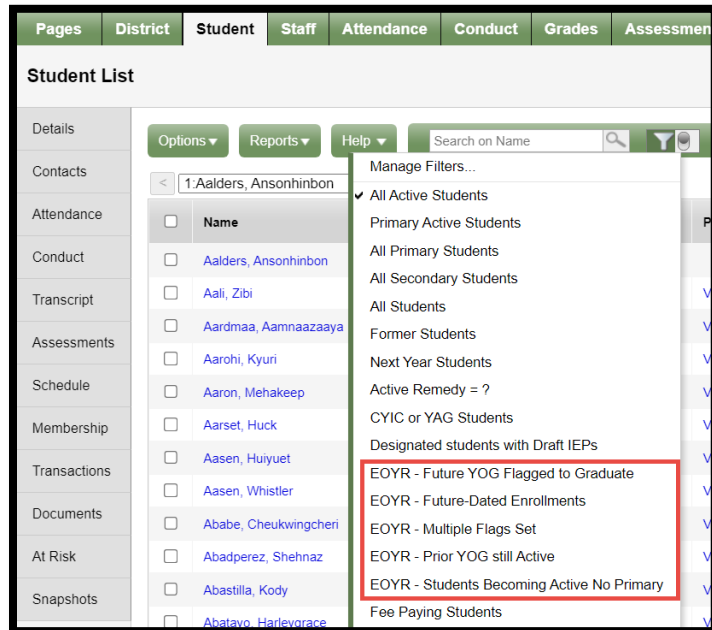 Pages District Student Staff Attendance Conduct Grades Assessmen
Student List
Details
Contacts
Attendance
Conduct
Transcript
Assessments
Schedule
Membership
Transactions
Documents
At Risk
Snapshots
Options Reports Help Search on Name
< 1:Aalders, Ansonhinbon
Name P
Aalders, Ansonhinbon
Aali, Zibi V
Aardmaa, Aamnaazaaya V
Aarohi, Kyuri V
Aaron, Mehakeep V
Aarset, Huck V
Aasen, Huiyuet V
Aasen, Whistler V
Ababe, Cheukwingcheri V
Abadperez, Shehnaz V
Abastilla, Kody V
Abatayo, Harleygrace V
Manage Filters...
All Active Students
Primary Active Students
All Primary Students
All Secondary Students
All Students
Former Students
Next Year Students
Active Remedy = ?
CYIC or YAG Students
Designated students with Draft IEPs
EOYR - Future YOG Flagged to Graduate
EOYR - Future-Dated Enrollments
EOYR - Multiple Flags Set
EOYR - Prior YOG still Active
EOYR - Students Becoming Active No Primary
Fee Paying Students